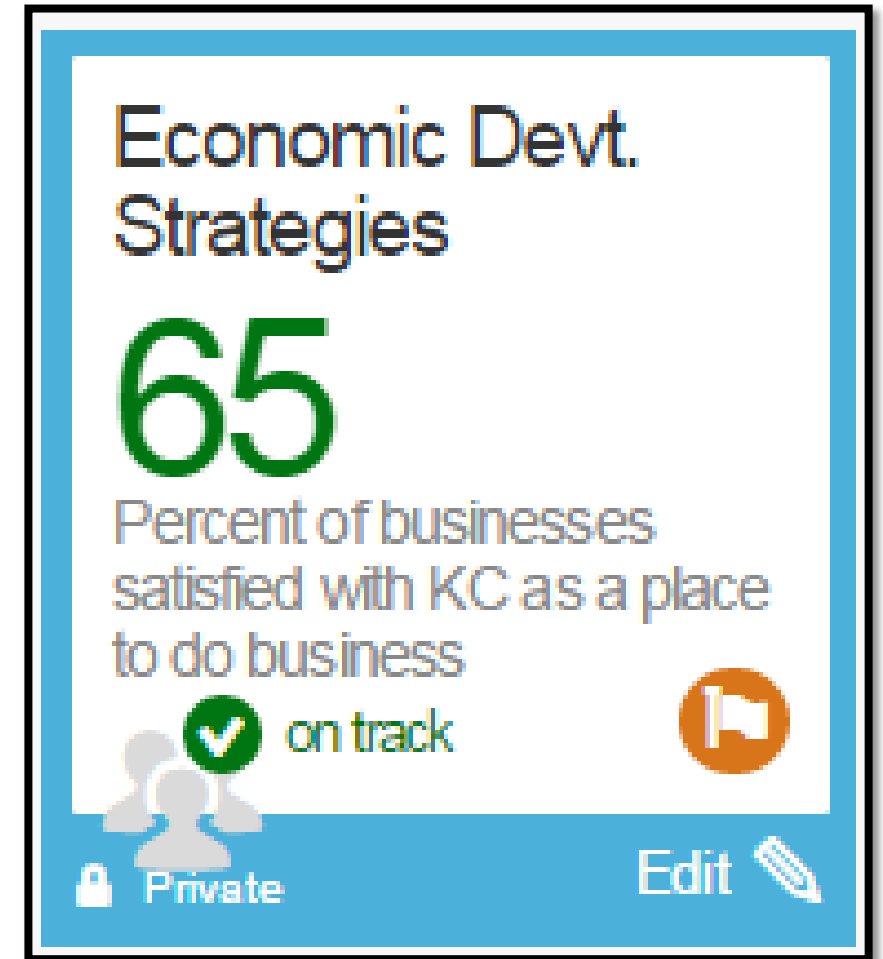 Economic Devt.
Strategies
65
Percent of businesses
satisfied with KC as a place
to do business
on track
Private
Edit